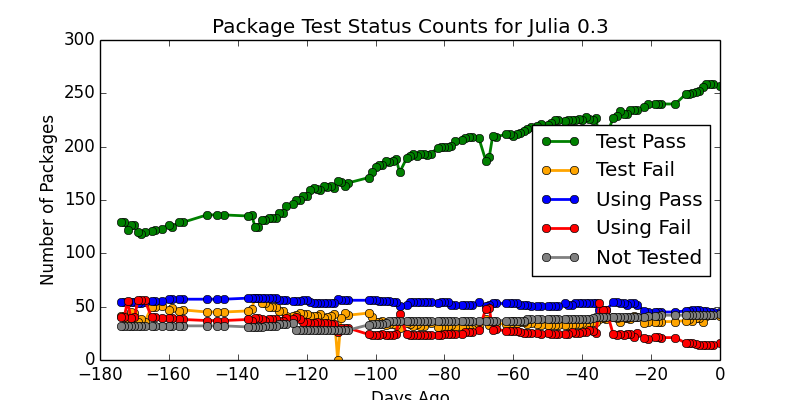 Package Test Status Counts for Julia 0.3
300
250
200
150
100
50
0
Number of Packages
Test Pass
Test Fail
Using Pass
Using Fail
Not Tested
−180 −160 −140 −120 −100 −80 −60 −40 −20 0
Days Ago